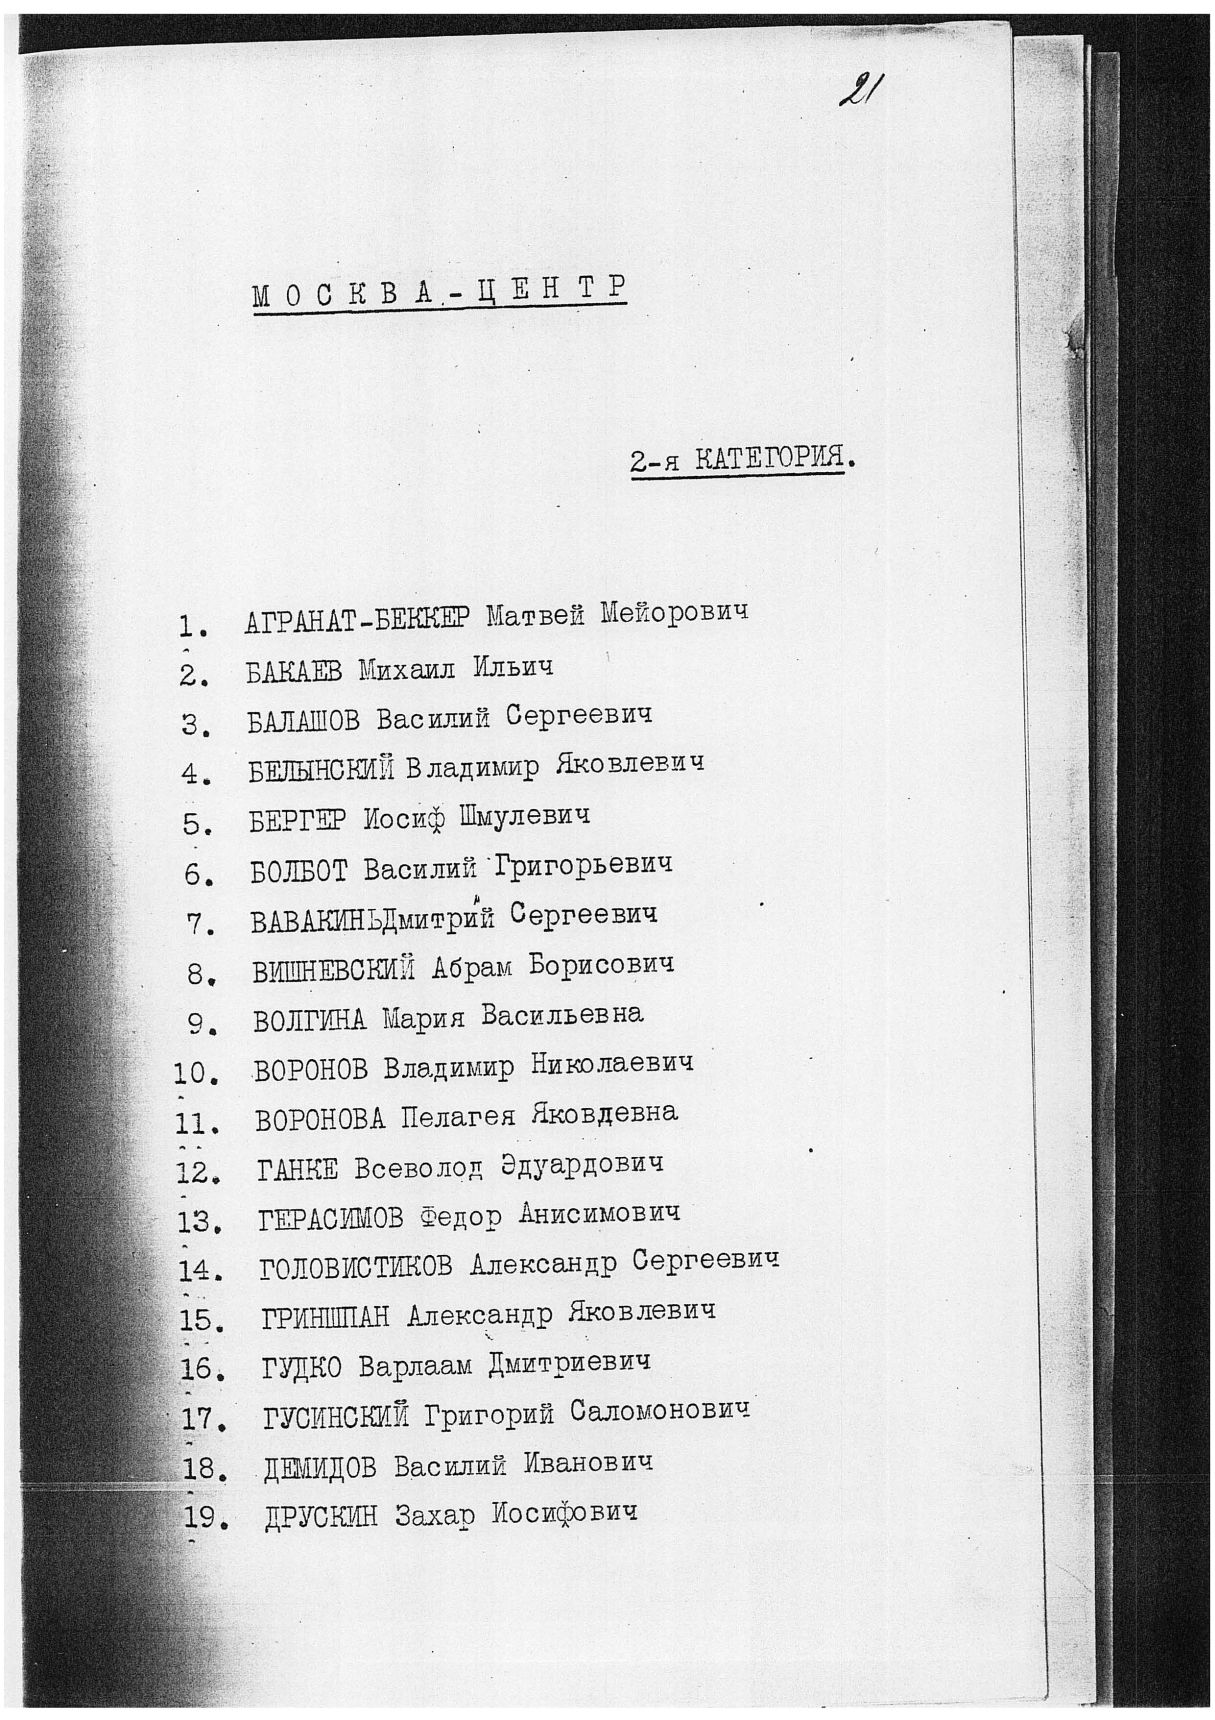 21
МОСКВА-ЦЕНТР
2-я КАТЕГОРИЯ.
1. АГРАНАТ-БЕККЕР Матвей Мейорович
2. БАКАЕВ Михаил Ильич
3. БАЛАШОВ Василий Сергеевич
4. БЕЛЫНСКИЙ Владимир Яковлевич
5. БЕРГЕР Иосиф Шмулевич
6. БОЛБОТ Василий Григорьевич
7. ВАВАКИНЬДмитрий Сергеевич
8. ВИШНЕВСКИЙ Абрам Борисович
9. ВОЛГИНА Мария Васильевна
10. ВОРОНОВ Владимир Николаевич
11. ВОРОНОВА Пелагея Яковдевна
12. ГАНКЕ Всеволод Эдуардович
13. ГЕРАСИМОВ Федор Анисимович
14. ГОЛОВИСТИКОВ Александр Сергеевич
15. ГРИНШПАН Александр Яковлевич
16. ГУДКО Варлаам Дмитриевич
17. ГУСИНСКИЙ Григорий Саломонович
18. ДЕМИДОВ Василий Иванович
19. ДРУСКИН Захар Иосифович